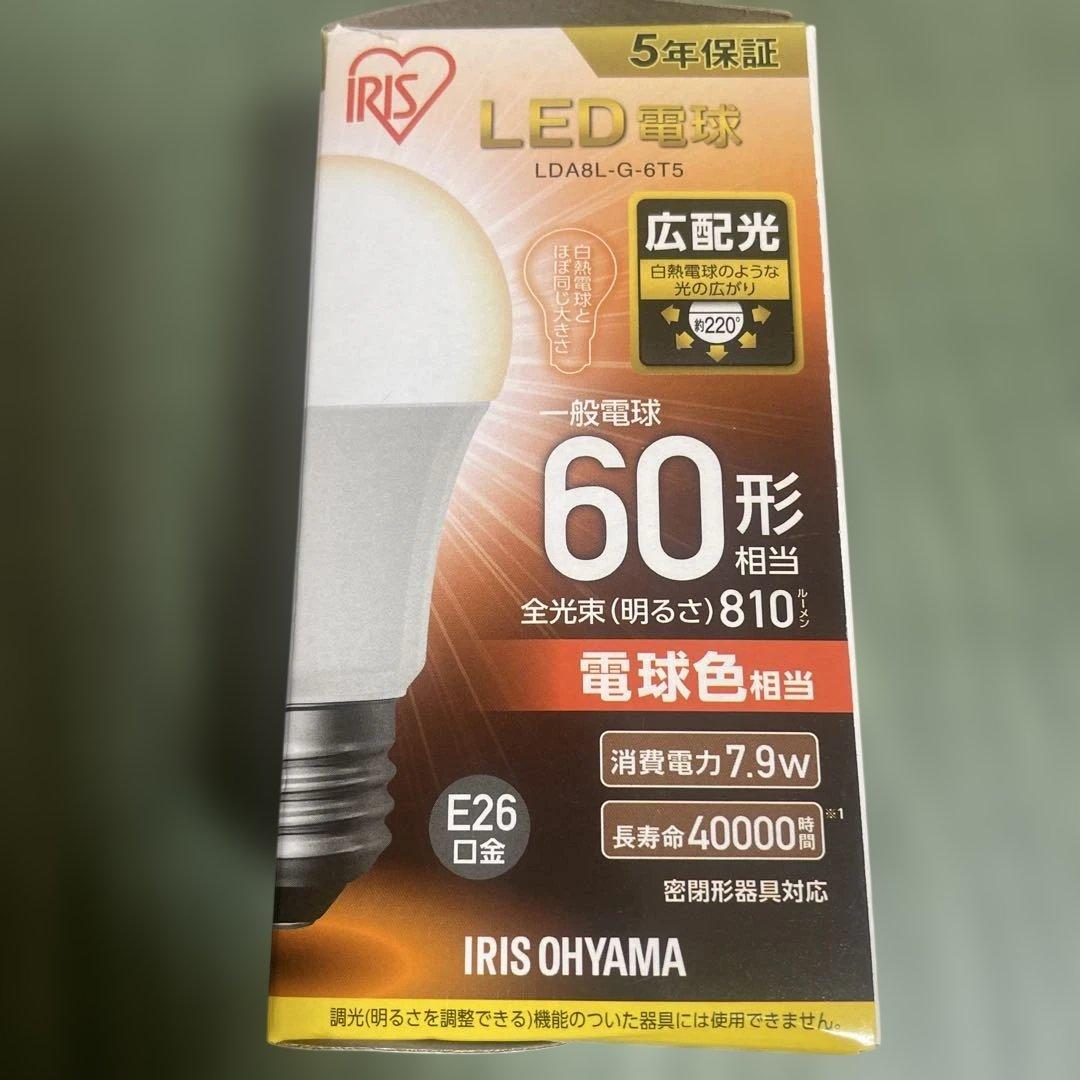 IRIS
5年保証
LED電球
LDA8L-G-6T5
広配光
白熱電球のような
光の広がり
約220°
白熱電球と
ほぼ同じ大きさ
一般電球
60形
相当
全光束(明るさ)810ルーメン
電球色相当
消費電力7.9W
長寿命40000時間※1
E26
口金
密閉形器具対応
IRIS OHYAMA
調光(明るさを調整できる)機能のついた器具には使用できません。